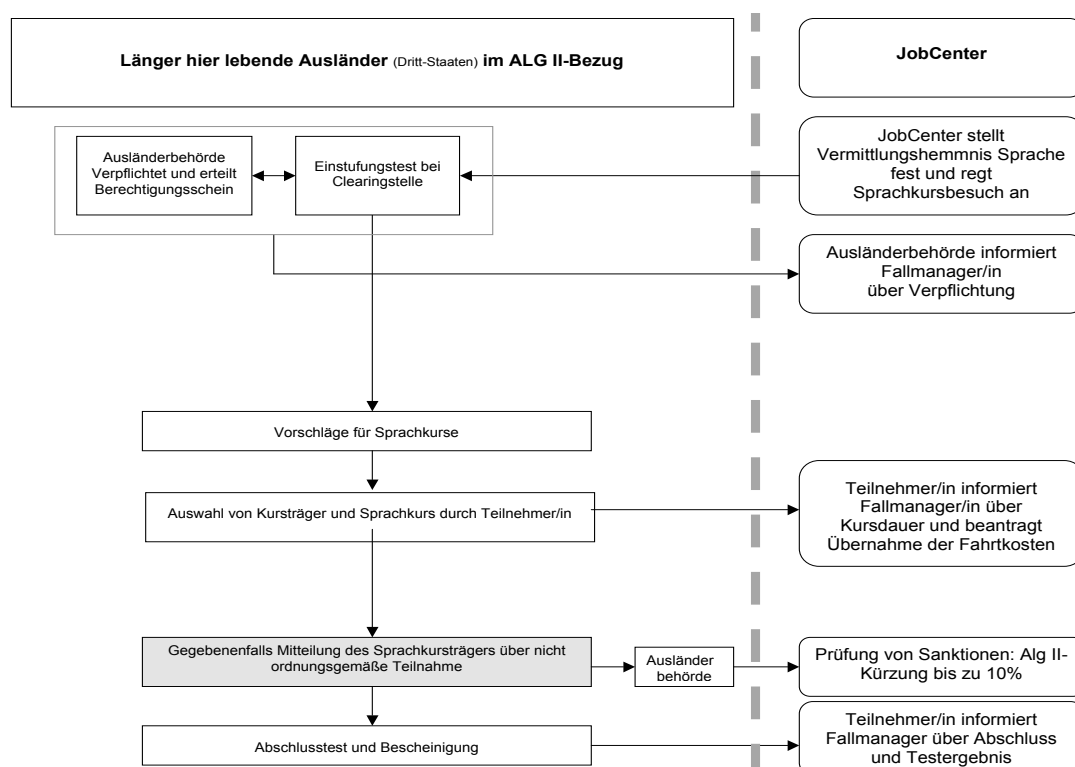 Länger hier lebende Ausländer (Dritt-Staaten) im ALG II-Bezug
JobCenter
Ausländerbehörde
Verpflichtet und erteilt
Berechtigungsschein
Einstufungstest bei
Clearingstelle
JobCenter stellt
Vermittlungshemmnis Sprache
fest und regt
Sprachkursbesuch an
Ausländerbehörde informiert
Fallmanager/in
über Verpflichtung
Vorschläge für Sprachkurse
Auswahl von Kursträger und Sprachkurs durch Teilnehmer/in
Teilnehmer/in informiert
Fallmanager/in über
Kursdauer und beantragt
Übernahme der Fahrtkosten
Gegebenenfalls Mitteilung des Sprachkursträgers über nicht
ordnungsgemäße Teilnahme
Ausländer
behörde
Prüfung von Sanktionen: Alg II-
Kürzung bis zu 10%
Abschlusstest und Bescheinigung
Teilnehmer/in informiert
Fallmanager über Abschluss
und Testergebnis